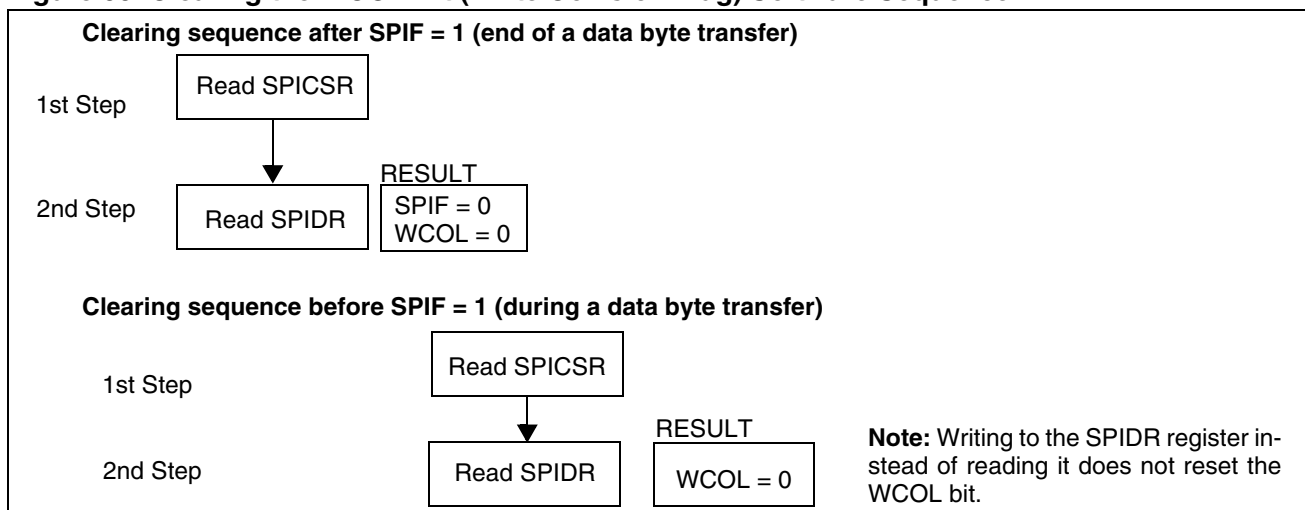 Clearing sequence after SPIF = 1 (end of a data byte transfer)
1st Step
Read SPICSR
RESULT
2nd Step
Read SPIDR
SPIF = 0
WCOL = 0
Clearing sequence before SPIF = 1 (during a data byte transfer)
1st Step
Read SPICSR
RESULT
2nd Step
Read SPIDR
WCOL = 0
Note: Writing to the SPIDR register in-
stead of reading it does not reset the
WCOL bit.